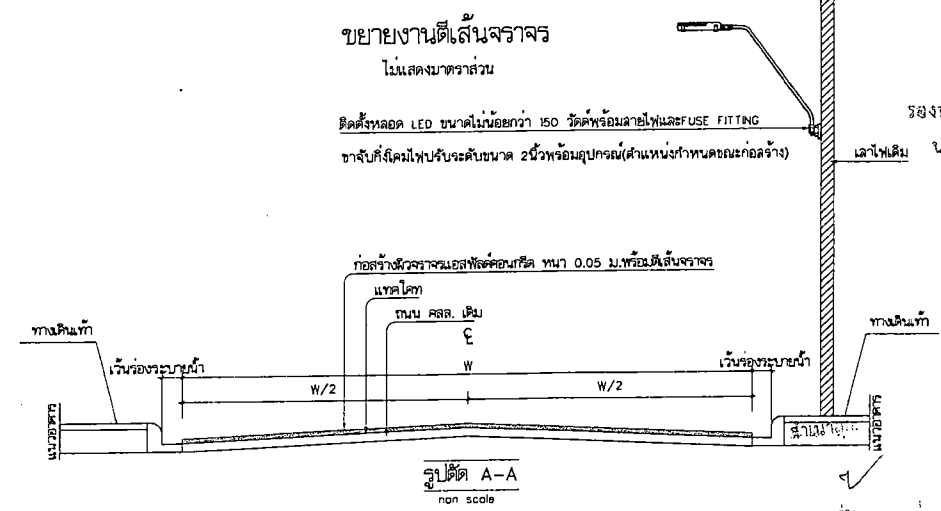 ขยายงานตีเส้นจราจร
ไม่แสดงมาตราส่วน
ติดตั้งหลอด LED ขนาดไม่น้อยกว่า 150 วัตต์พร้อมสายไฟและFUSE FITTING
ขาจับกิ่งโคมไฟปรับระดับขนาด 2นิ้วพร้อมอุปกรณ์(ตำแหน่งกำหนดขณะก่อสร้าง)
เสาไฟเดิม
ก่อสร้างผิวจราจรแอสฟัลต์คอนกรีต หนา 0.05 ม.พร้อมตีเส้นจราจร
แทคโคท
ถนน คสล. เดิม
ทางเดินเท้า
ทางเดินเท้า
เว้นร่องระบายน้ำ
W
เว้นร่องระบายน้ำ
W/2
W/2
แนวอาคาร
แนวอาคาร
รูปตัด A-A
non scale